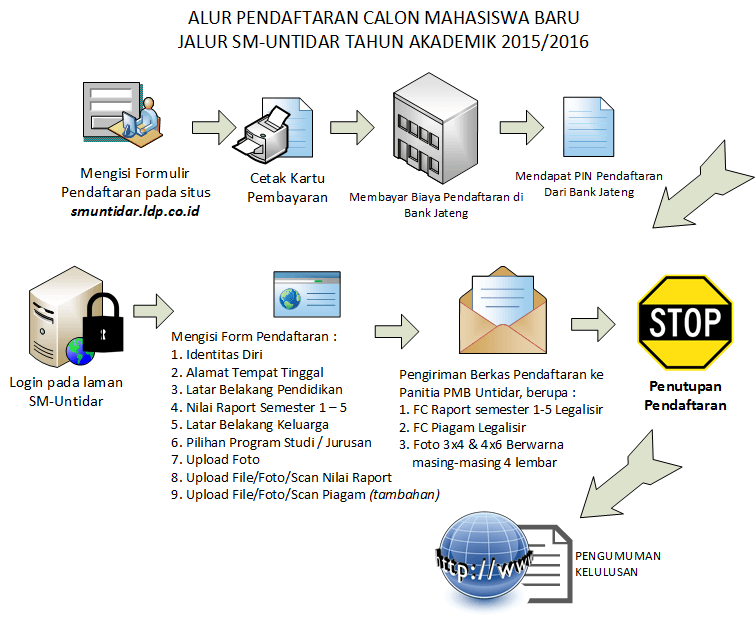 ALUR PENDAFTARAN CALON MAHASISWA BARU
JALUR SM-UNTIDAR TAHUN AKADEMIK 2015/2016
Mengisi Formulir
Pendaftaran pada situs
smuntidar.ldp.co.id
Cetak Kartu
Pembayaran
Membayar Biaya Pendaftaran di
Bank Jateng
Mendapat PIN Pendaftaran
Dari Bank Jateng
Login pada laman
SM-Untidar
Mengisi Form Pendaftaran :
1. Identitas Diri
2. Alamat Tempat Tinggal
3. Latar Belakang Pendidikan
4. Nilai Raport Semester 1 – 5
5. Latar Belakang Keluarga
6. Pilihan Program Studi / Jurusan
7. Upload Foto
8. Upload File/Foto/Scan Nilai Raport
9. Upload File/Foto/Scan Piagam (tambahan)
Pengiriman Berkas Pendaftaran ke
Panitia PMB Untidar, berupa :
1. FC Raport semester 1-5 Legalisir
2. FC Piagam Legalisir
3. Foto 3x4 & 4x6 Berwarna
masing-masing 4 lembar
STOP
Penutupan
Pendaftaran
http://www
PENGUMUMAN
KELULUSAN